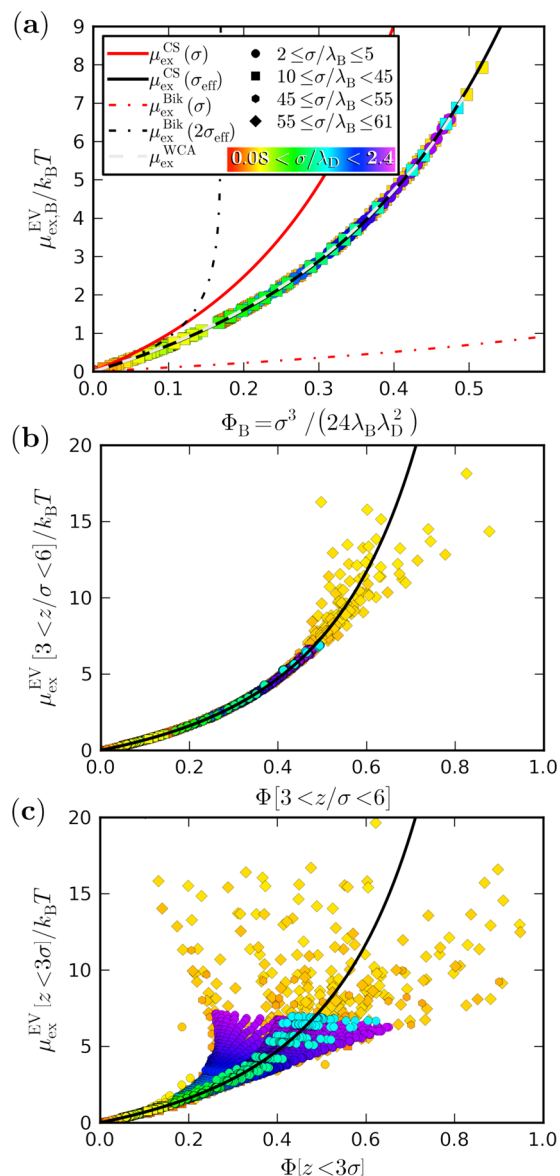 (a)
9
8
7
6
5
4
3
2
1
0
μ_ex,B^EV/k_BT
μ_ex^CS(σ)
μ_ex^CS(σ_eff)
μ_ex^Bik(σ)
μ_ex^Bik(2σ_eff)
μ_ex^WCA
2 ≤σ/λ_B ≤5
10 ≤σ/λ_B <45
45 ≤σ/λ_B <55
55 ≤σ/λ_B ≤61
0.08 < σ/λ_D < 2.4
0.0 0.1 0.2 0.3 0.4 0.5
Φ_B=σ^3/(24λ_Bλ_D^2)
(b)
20
15
10
5
0
μ_ex^EV[3<z/σ<6]/k_BT
0.0 0.2 0.4 0.6 0.8 1.0
Φ[3<z/σ<6]
(c)
20
15
10
5
0
μ_ex^EV[z<3σ]/k_BT
0.0 0.2 0.4 0.6 0.8 1.0
Φ[z<3σ]